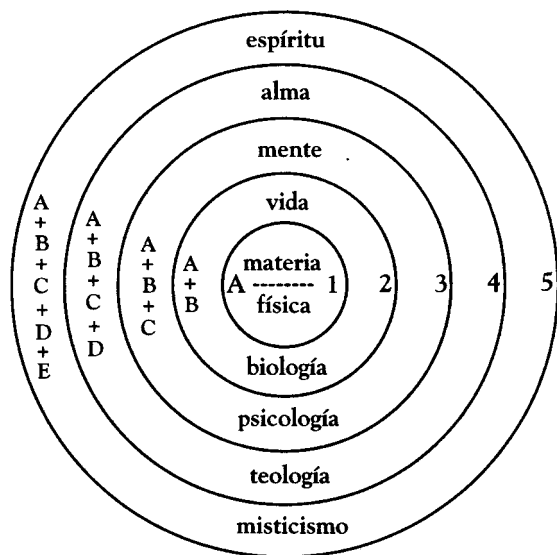 espíritu
alma
mente
vida
A+B+C+D+E
A+B+C+D
A+B+C
A+B
materia
A -------- 1 2 3 4 5
física
biología
psicología
teología
misticismo